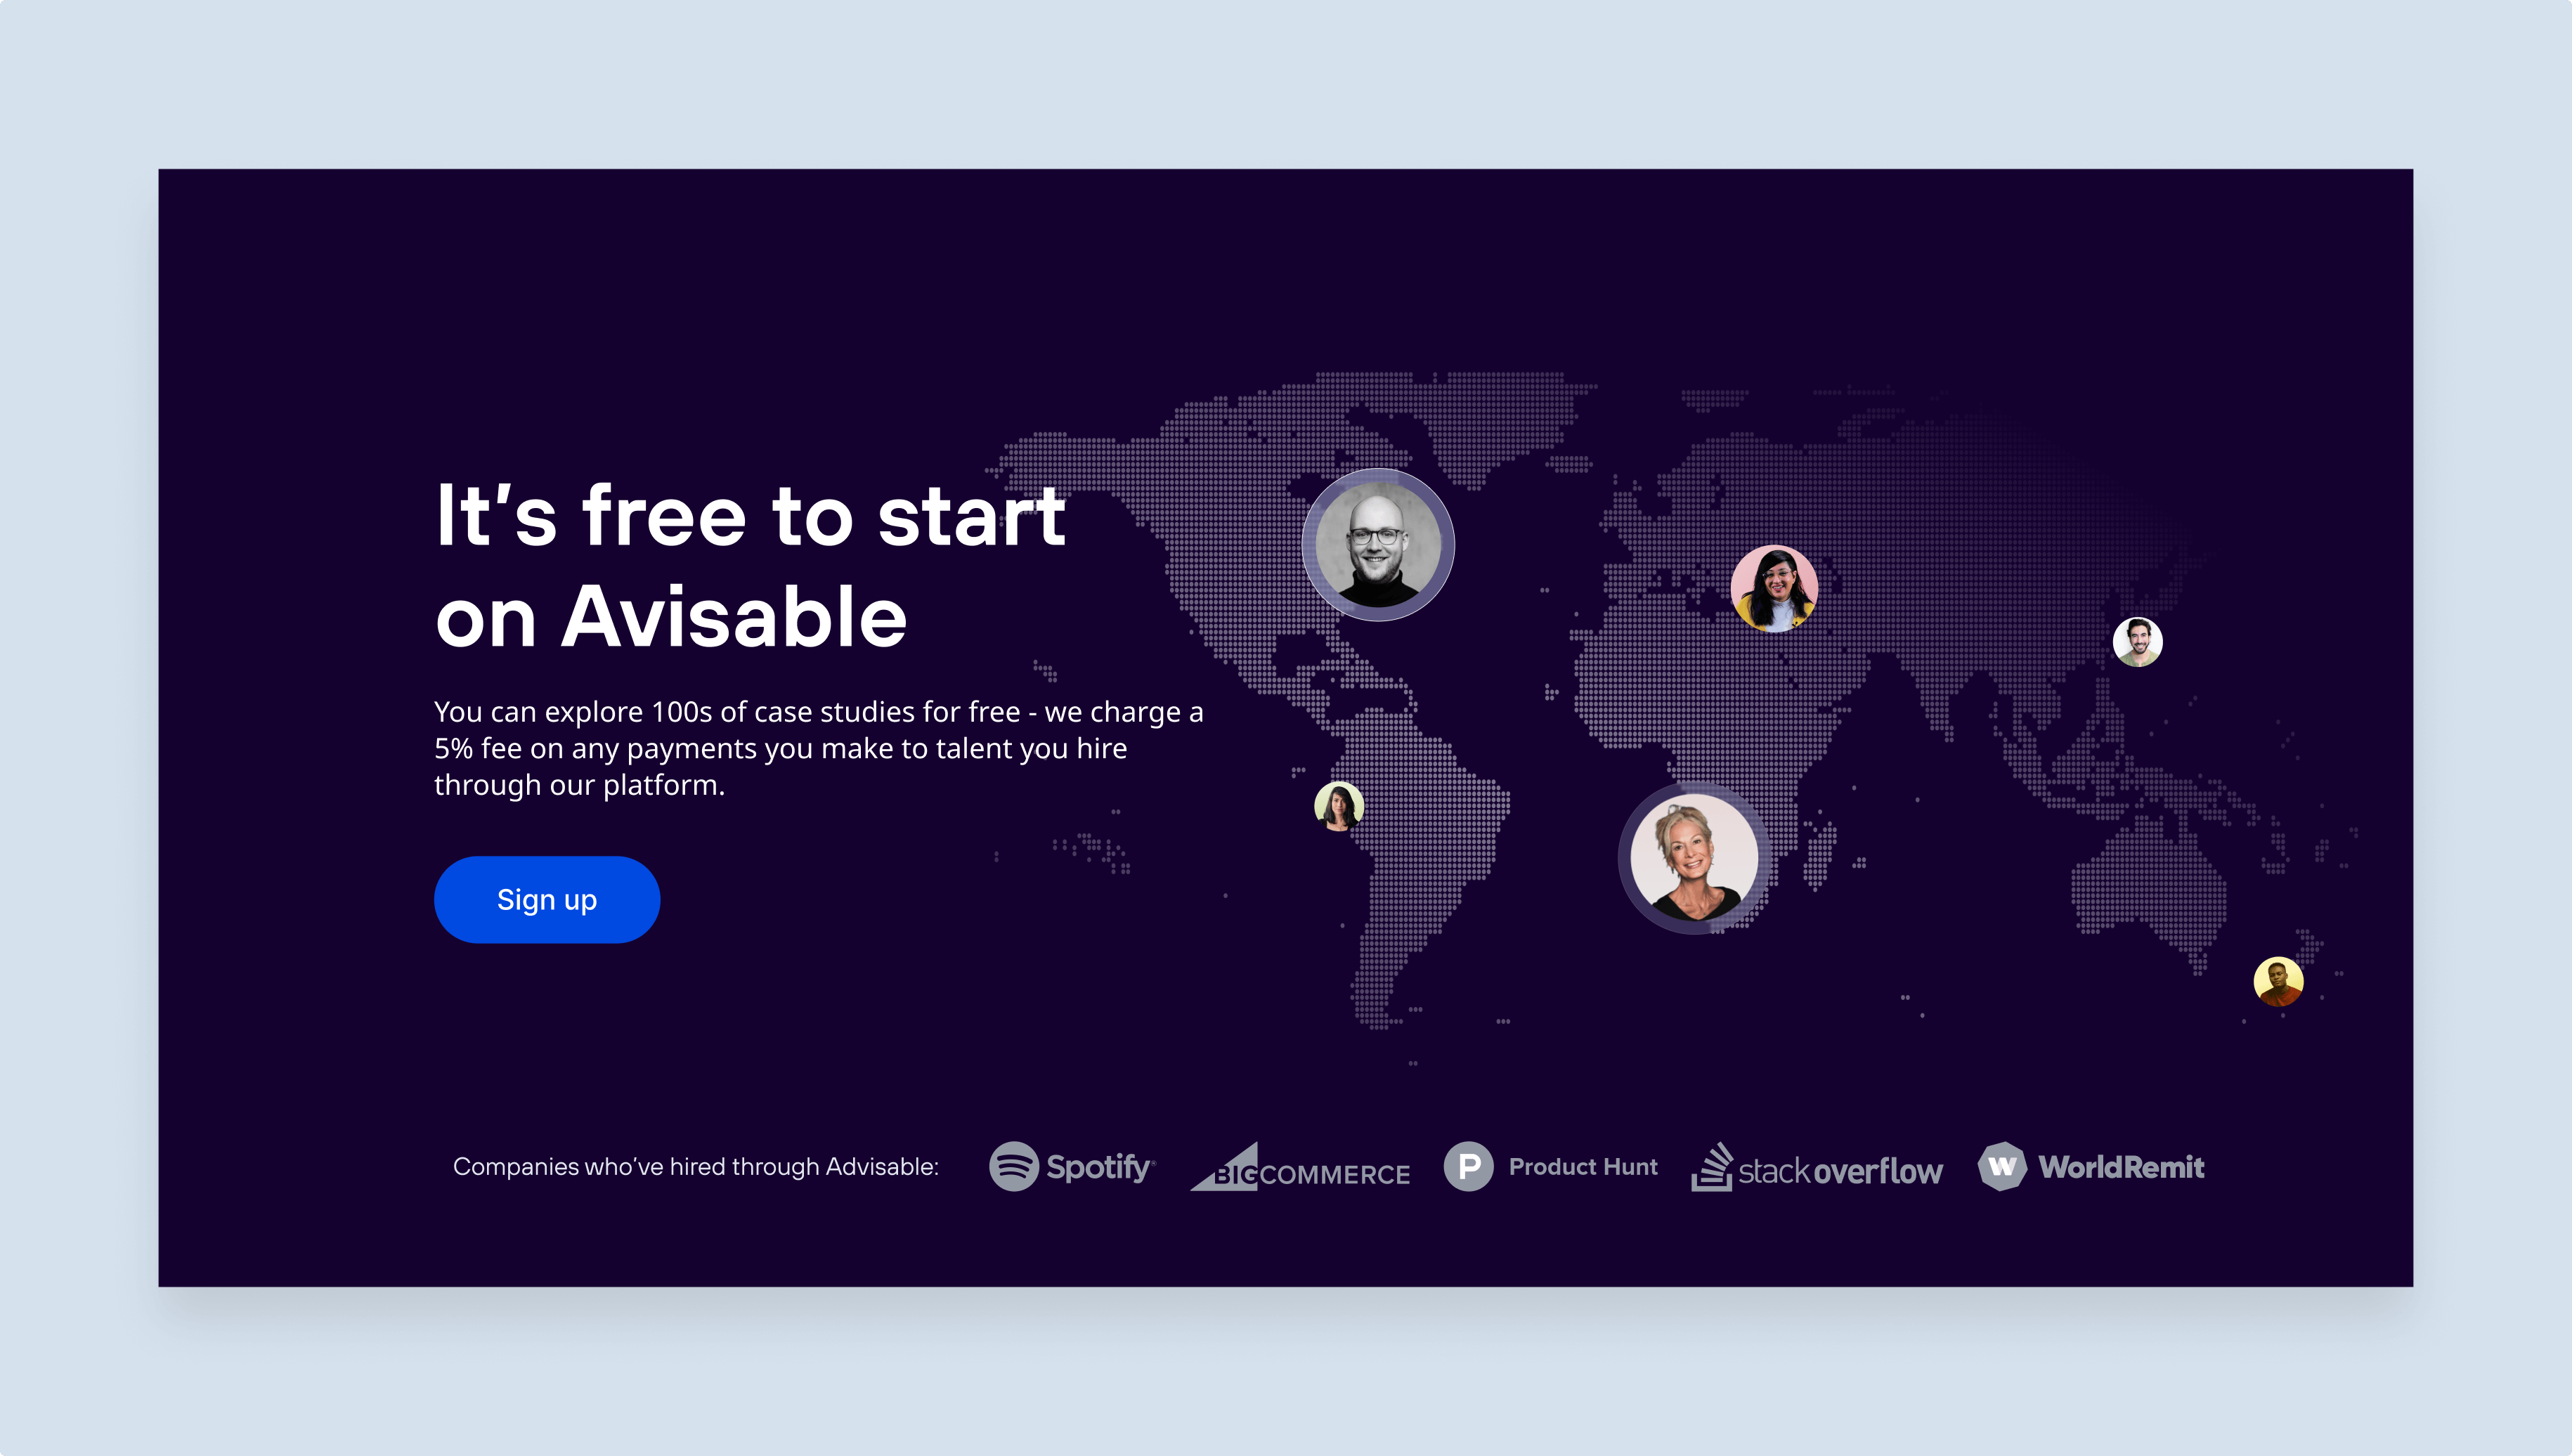 It’s free to start
on Avisable
You can explore 100s of case studies for free - we charge a
5% fee on any payments you make to talent you hire
through our platform.
Sign up
Companies who’ve hired through Advisable:
Spotify®
BIGCOMMERCE
P Product Hunt
stackoverflow
W WorldRemit